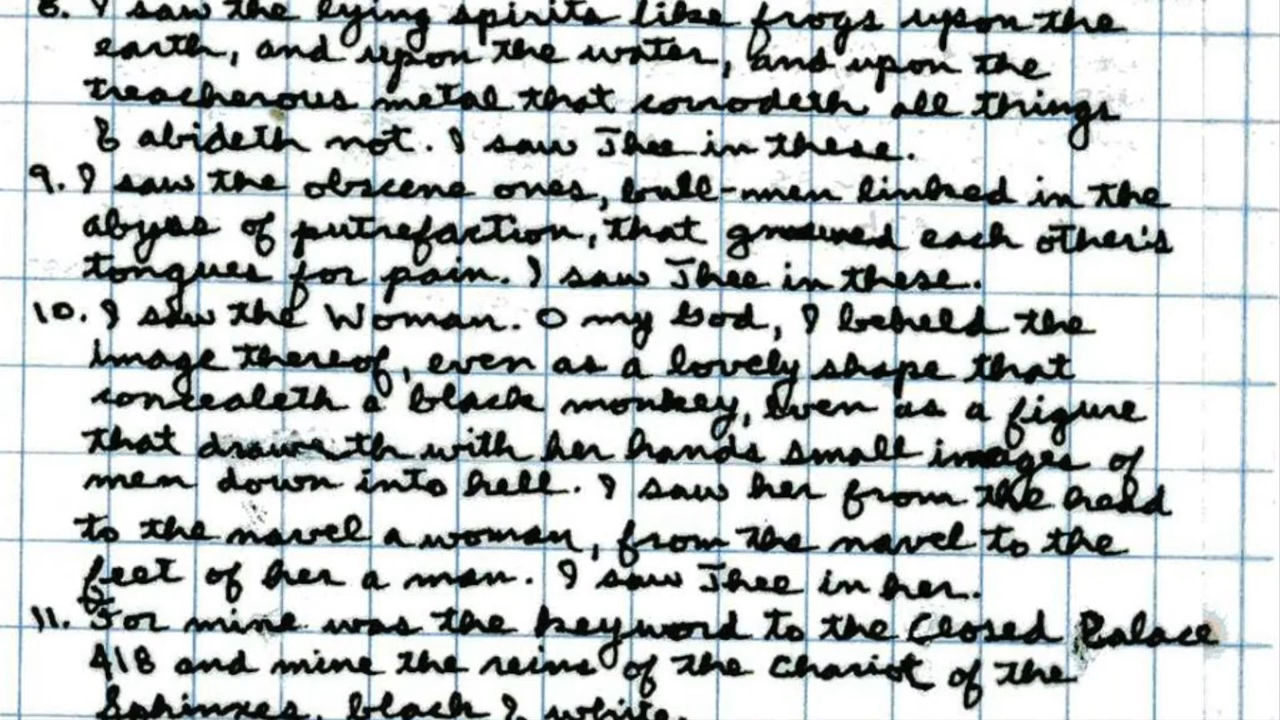 8. I saw the lying spirits like frogs upon the
earth, and upon the water, and upon the
treacherous metal that corrodeth all things
& abideth not. I saw Thee in these.
9. I saw the obscene ones, bull-men linked in the
abyss of putrefaction, that gnawed each other's
tongues for pain. I saw Thee in these.
10. I saw the Woman. O my God, I beheld the
image thereof, even as a lovely shape that
concealeth a black monkey, even as a figure
that draweth with her hands small images of
men down into hell. I saw her from the head
to the navel a woman, from the navel to the
feet of her a man. I saw Thee in her.
11. For mine was the keyword to the Closed Palace
418 and mine the reins of the Chariot of the
Sphinxes, black & white.